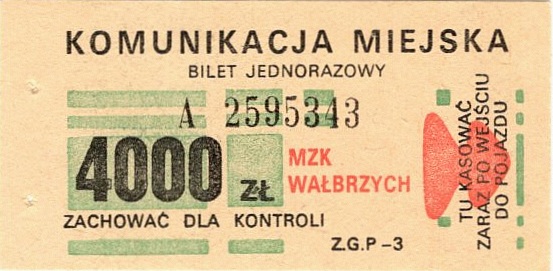 KOMUNIKACJA MIEJSKA
BILET JEDNORAZOWY
A 2595343
4000 ZŁ
MZK
WAŁBRZYCH
ZACHOWAĆ DLA KONTROLI
Z.G.P-3
TU KASOWAĆ
ZARAZ PO WEJŚCIU
DO POJAZDU